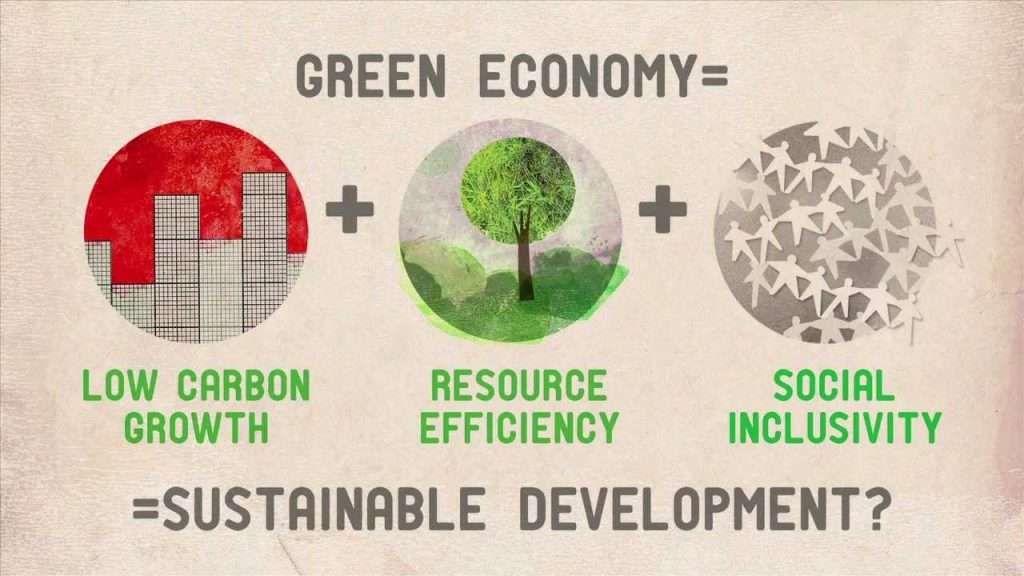 GREEN ECONOMY=
+ +
LOW CARBON
GROWTH
RESOURCE
EFFICIENCY
SOCIAL
INCLUSIVITY
=SUSTAINABLE DEVELOPMENT?